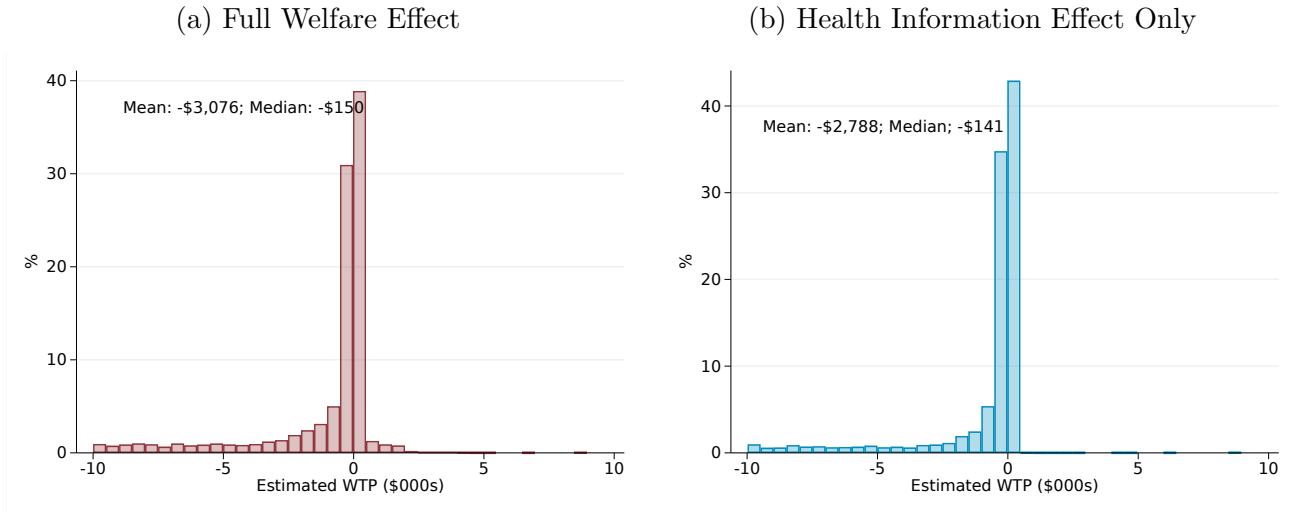 (a) Full Welfare Effect
40
30
20
10
0
%
Mean: -$3,076; Median: -$150
-10 -5 0 5 10
Estimated WTP ($000s)
(b) Health Information Effect Only
40
30
20
10
0
%
Mean: -$2,788; Median; -$141
-10 -5 0 5 10
Estimated WTP ($000s)